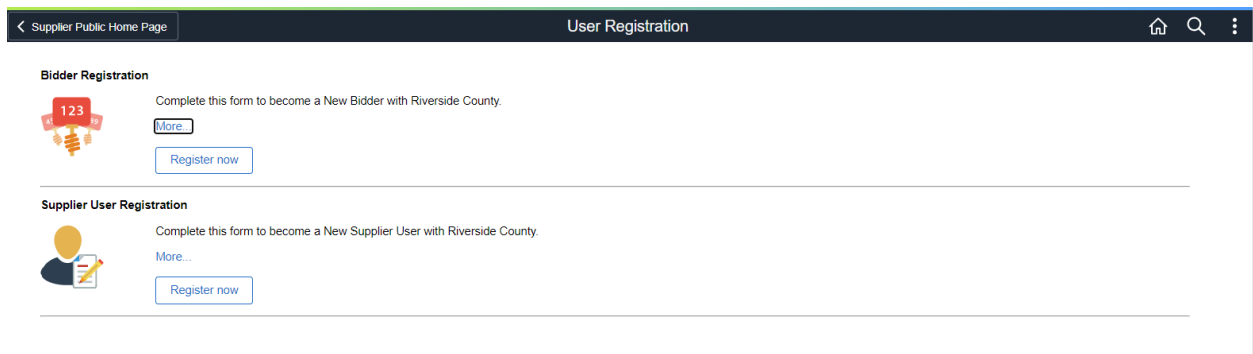 Supplier Public Home Page
User Registration
Bidder Registration
123
Complete this form to become a New Bidder with Riverside County.
More...
Register now
Supplier User Registration
Complete this form to become a New Supplier User with Riverside County.
More...
Register now